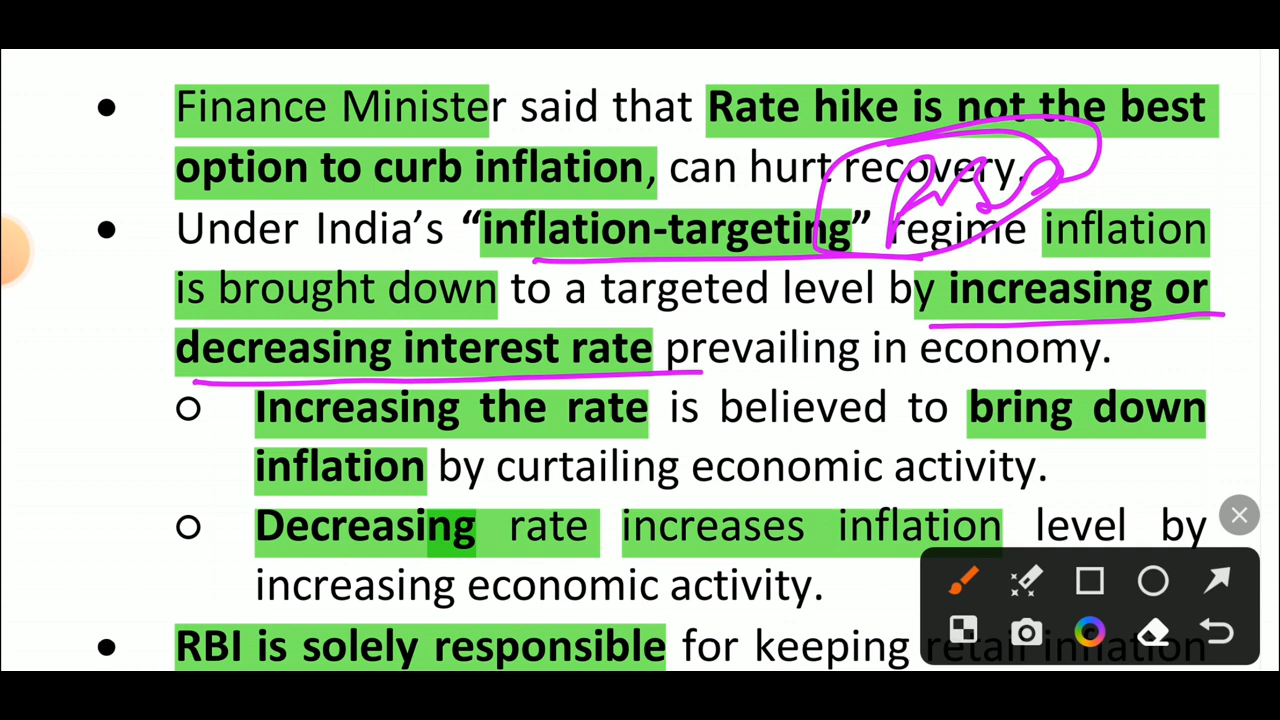 • Finance Minister said that Rate hike is not the best
option to curb inflation, can hurt recovery.
• Under India’s “inflation-targeting” regime inflation
is brought down to a targeted level by increasing or
decreasing interest rate prevailing in economy.
○ Increasing the rate is believed to bring down
inflation by curtailing economic activity.
○ Decreasing rate increases inflation level by
increasing economic activity.
• RBI is solely responsible for keeping retail inflation